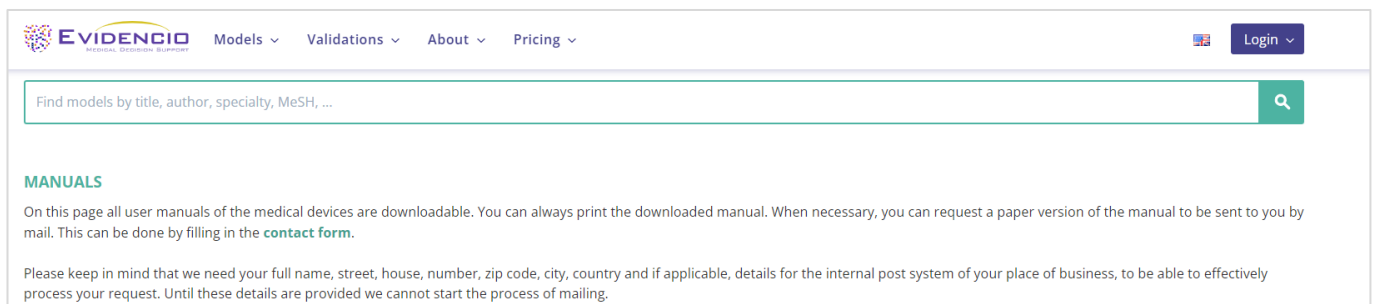 EVIDENCIO
MEDICAL DECISION SUPPORT
Models
Validations
About
Pricing
Login
Find models by title, author, specialty, MeSH, ...
MANUALS
On this page all user manuals of the medical devices are downloadable. You can always print the downloaded manual. When necessary, you can request a paper version of the manual to be sent to you by
mail. This can be done by filling in the contact form.
Please keep in mind that we need your full name, street, house, number, zip code, city, country and if applicable, details for the internal post system of your place of business, to be able to effectively
process your request. Until these details are provided we cannot start the process of mailing.